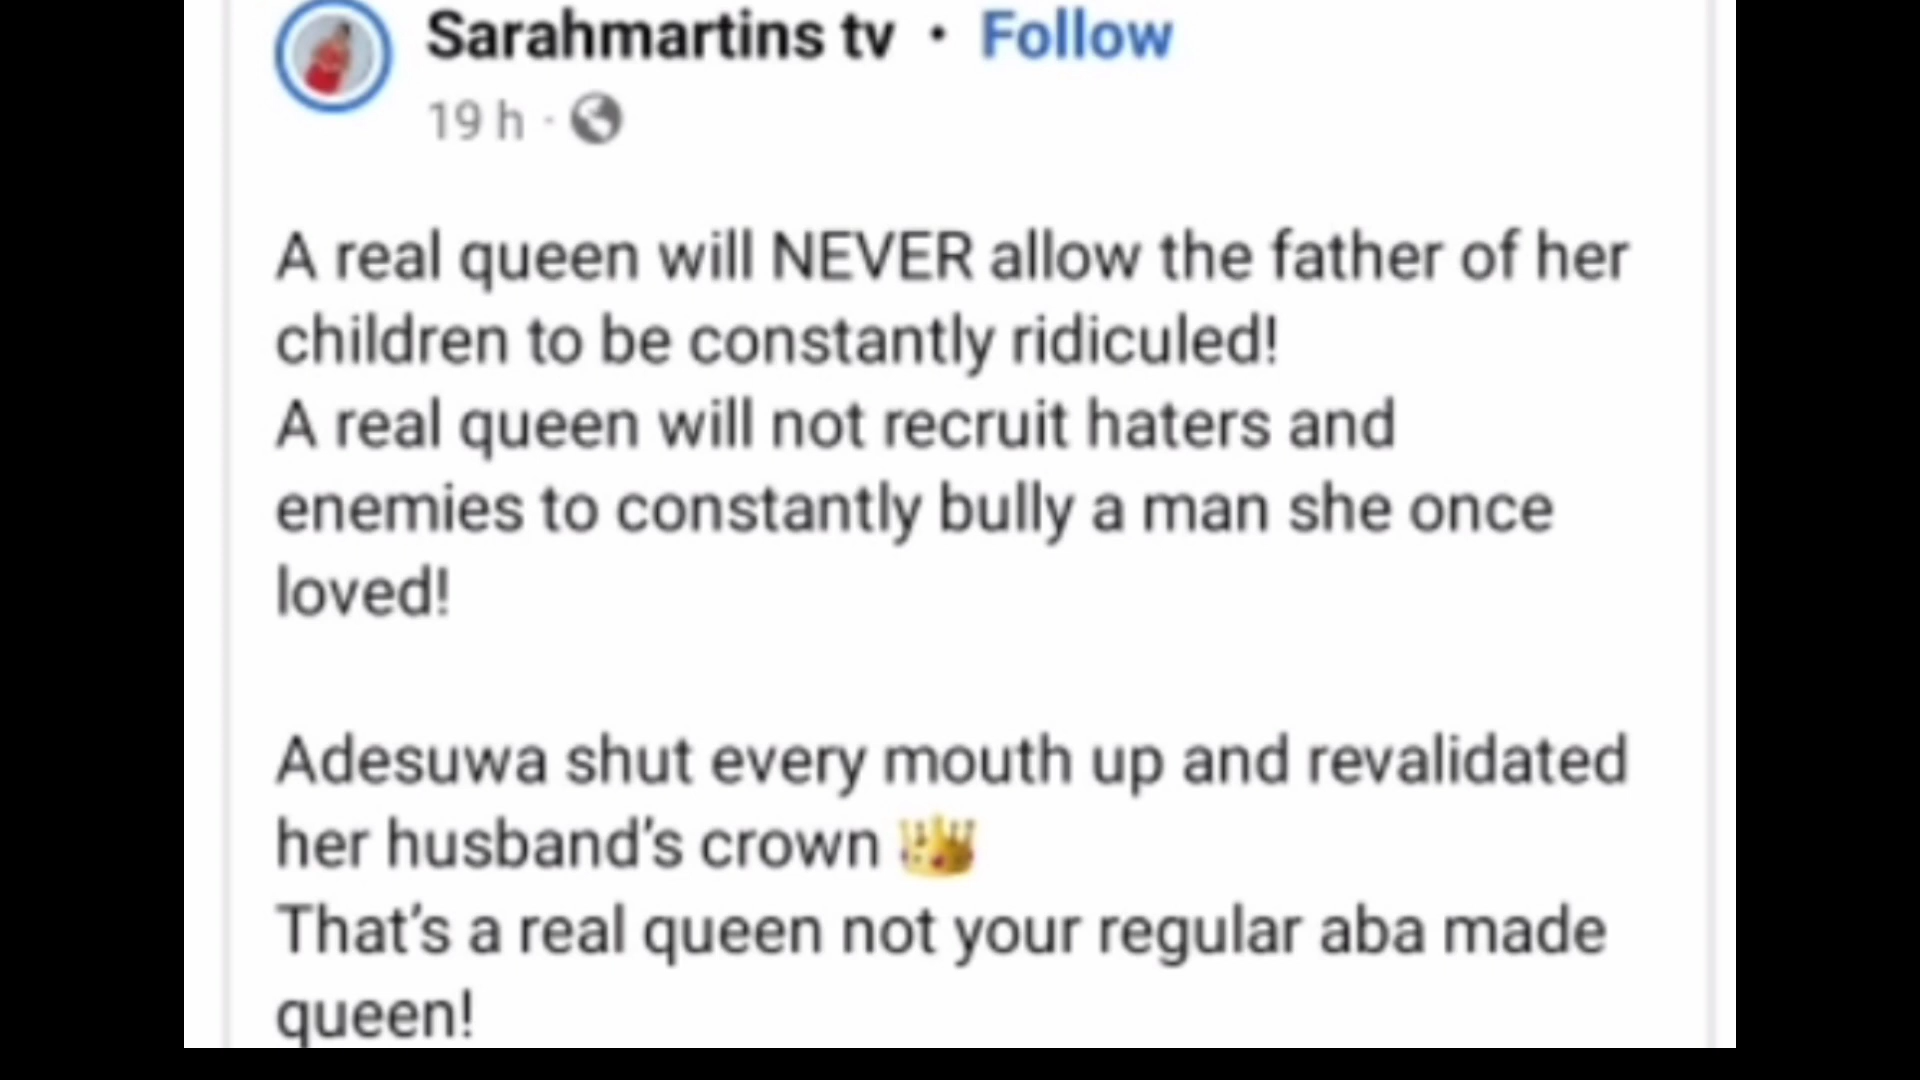 Sarahmartins tv • Follow
19 h ·
A real queen will NEVER allow the father of her
children to be constantly ridiculed!
A real queen will not recruit haters and
enemies to constantly bully a man she once
loved!
Adesuwa shut every mouth up and revalidated
her husband’s crown 👑
That’s a real queen not your regular aba made
queen!